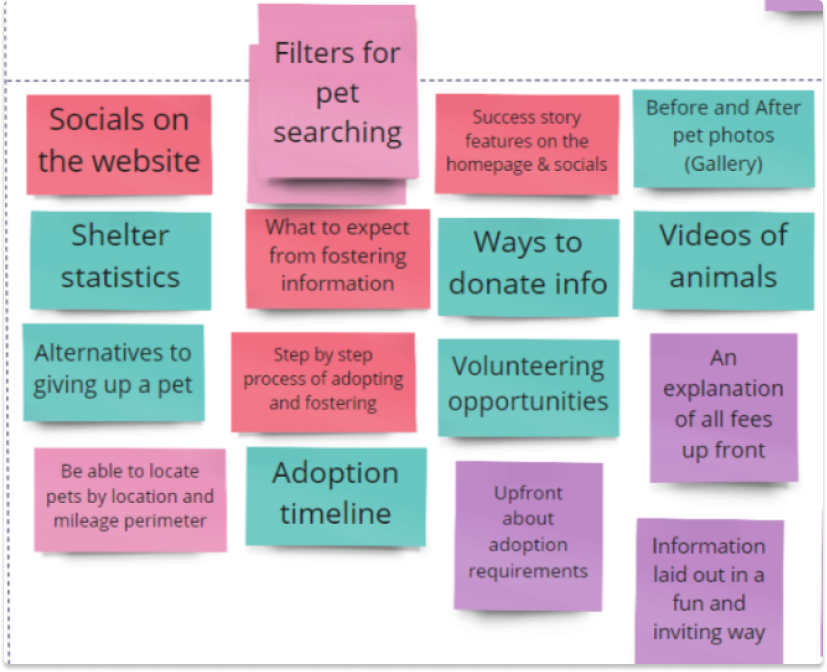 Filters for
pet
searching
Socials on
the website
Success story
features on the
homepage & socials
Before and After
pet photos
(Gallery)
Shelter
statistics
What to expect
from fostering
information
Ways to
donate info
Videos of
animals
Alternatives to
giving up a pet
Step by step
process of adopting
and fostering
Volunteering
opportunities
An
explanation
of all fees
up front
Be able to locate
pets by location and
mileage perimeter
Adoption
timeline
Upfront
about
adoption
requirements
Information
laid out in a
fun and
inviting way